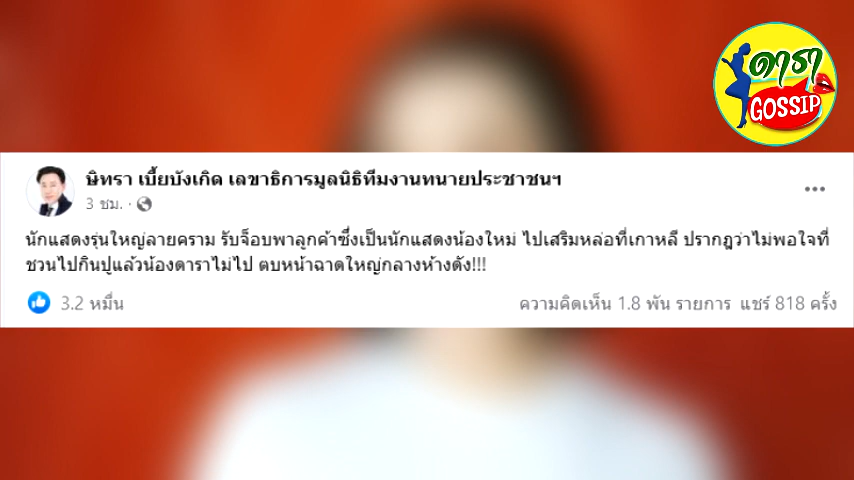 ดารา
GOSSIP
ษิทรา เบี้ยบังเกิด เลขาธิการมูลนิธิทีมงานทนายประชาชนฯ
3 ชม. ·
นักแสดงรุ่นใหญ่ลายคราม รับจ็อบพาลูกค้าซึ่งเป็นนักแสดงน้องใหม่ ไปเสริมหล่อที่เกาหลี ปรากฎว่าไม่พอใจที่
ชวนไปกินปูแล้วน้องดาราไม่ไป ตบหน้าฉาดใหญ่กลางห้างดัง!!!
3.2 หมื่น ความคิดเห็น 1.8 พัน รายการ แชร์ 818 ครั้ง